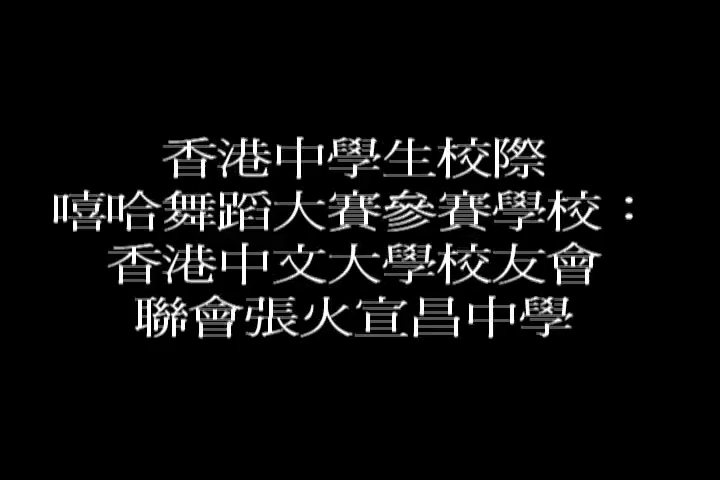 香港中學生校際
嘻哈舞蹈大賽參賽學校：
香港中文大學校友會
聯會張火宣昌中學